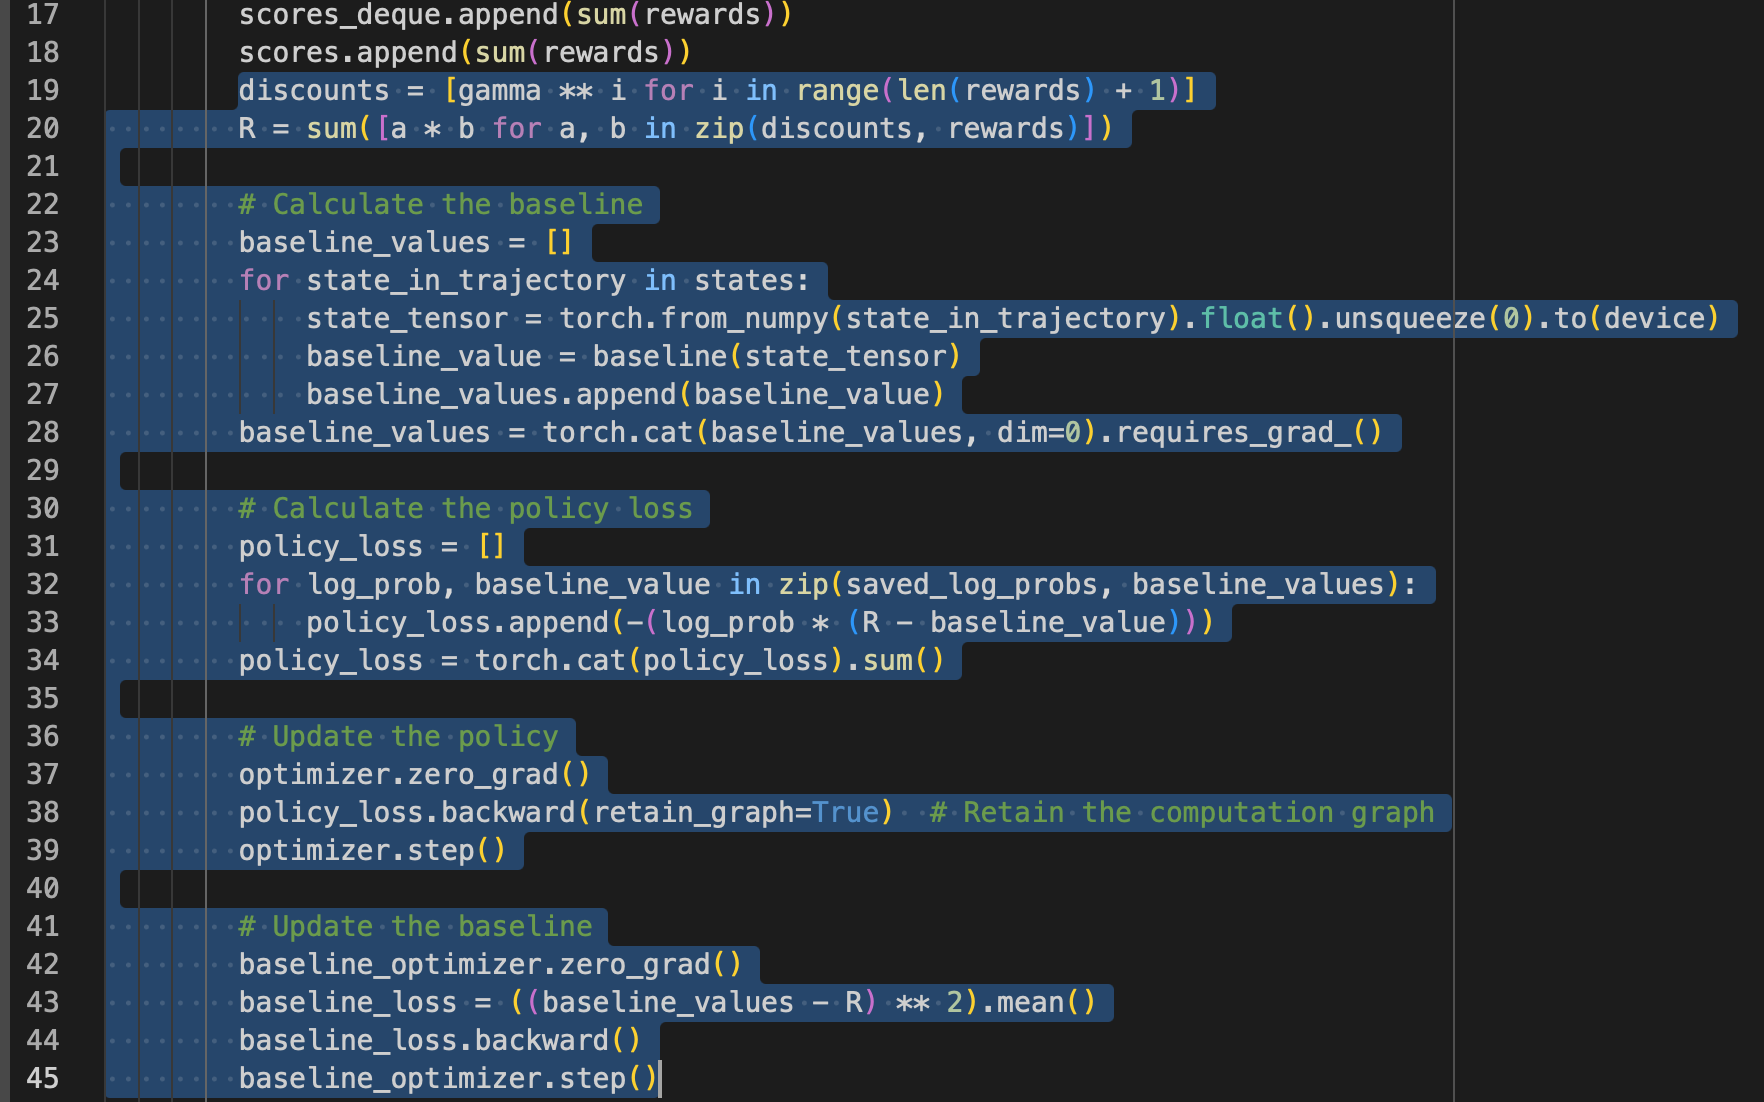 17 scores_deque.append(sum(rewards))
18 scores.append(sum(rewards))
19 discounts = [gamma ** i for i in range(len(rewards) + 1)]
20 R = sum([a * b for a, b in zip(discounts, rewards)])
21
22 # Calculate the baseline
23 baseline_values = []
24 for state_in_trajectory in states:
25     state_tensor = torch.from_numpy(state_in_trajectory).float().unsqueeze(0).to(device)
26     baseline_value = baseline(state_tensor)
27     baseline_values.append(baseline_value)
28 baseline_values = torch.cat(baseline_values, dim=0).requires_grad_()
29
30 # Calculate the policy loss
31 policy_loss = []
32 for log_prob, baseline_value in zip(saved_log_probs, baseline_values):
33     policy_loss.append(-(log_prob * (R - baseline_value)))
34 policy_loss = torch.cat(policy_loss).sum()
35
36 # Update the policy
37 optimizer.zero_grad()
38 policy_loss.backward(retain_graph=True)  # Retain the computation graph
39 optimizer.step()
40
41 # Update the baseline
42 baseline_optimizer.zero_grad()
43 baseline_loss = ((baseline_values - R) ** 2).mean()
44 baseline_loss.backward()
45 baseline_optimizer.step()